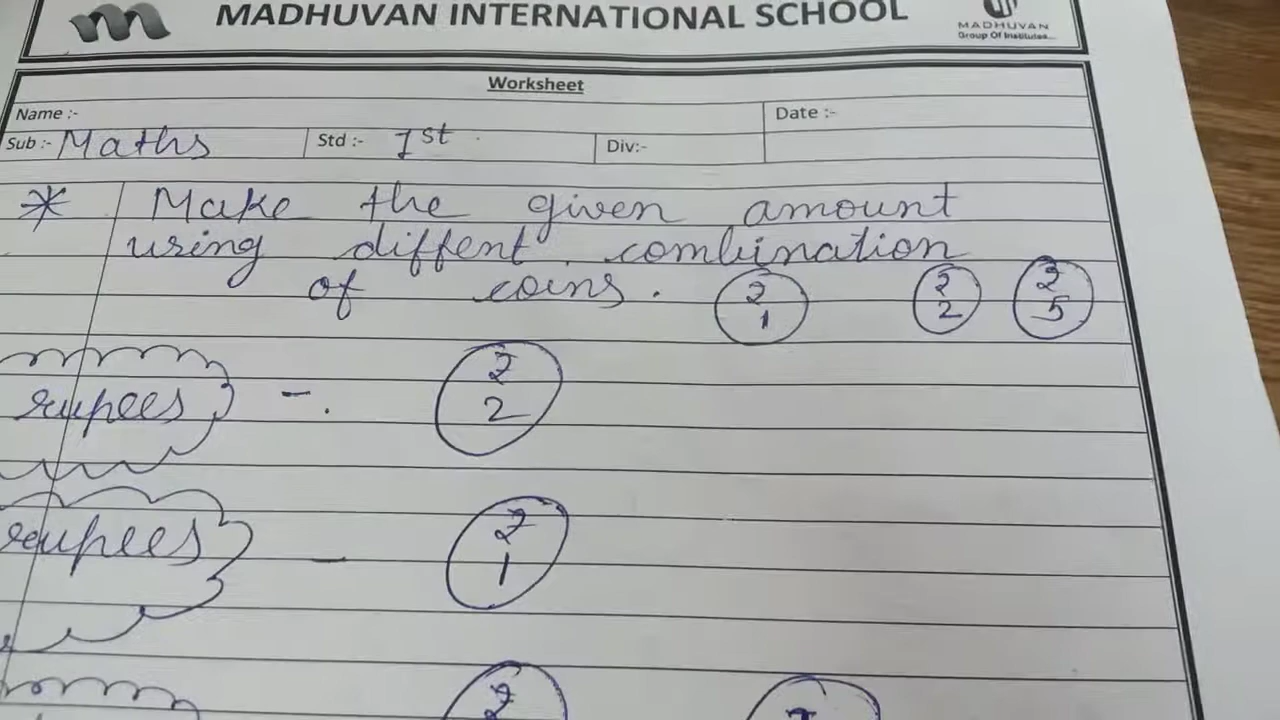 MADHUVAN INTERNATIONAL SCHOOL
MADHUVAN
Group Of Institutes...
Worksheet
Name :-
Date :-
Sub :- Maths
Std :- 1st
Div:-
* Make the given amount
using diffent combination
of coins. ₹ 1 ₹ 2 ₹ 5
rupees - ₹ 2
rupees - ₹ 1
₹